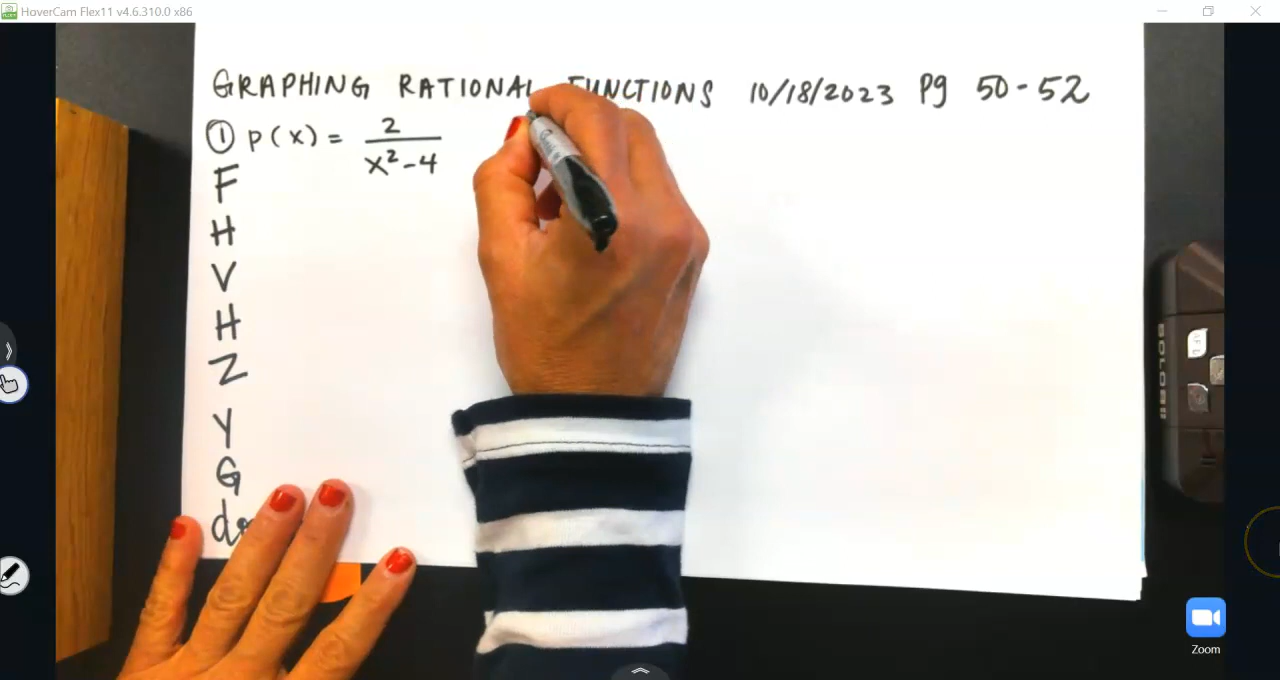 HoverCam Flex11 v4.6.310.0 x86
GRAPHING RATIONAL FUNCTIONS 10/18/2023 Pg 50-52
① p(x) = 2 / x² - 4
F
H
V
H
Z
Y
G
BOLOBII
Zoom